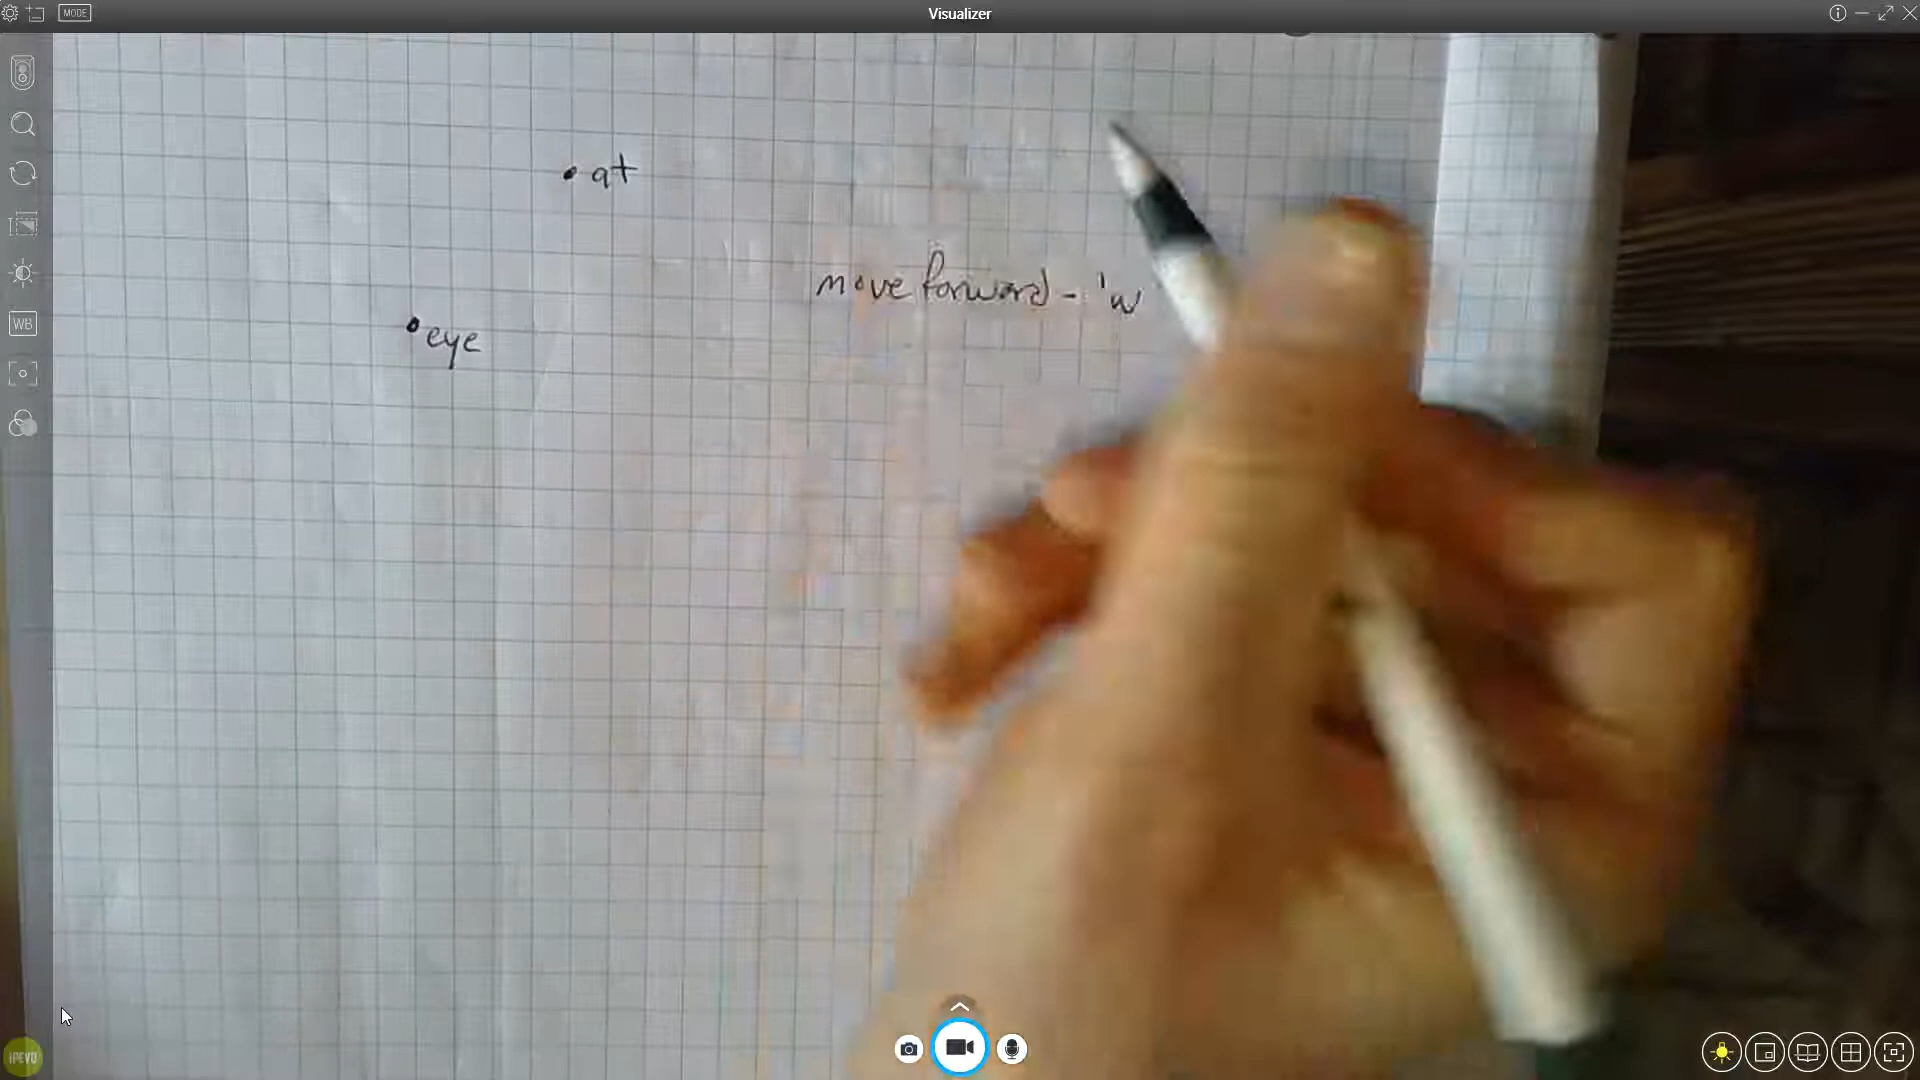 MODE
Visualizer
• at
move forward - 'w
• eye
WB
iPEVO